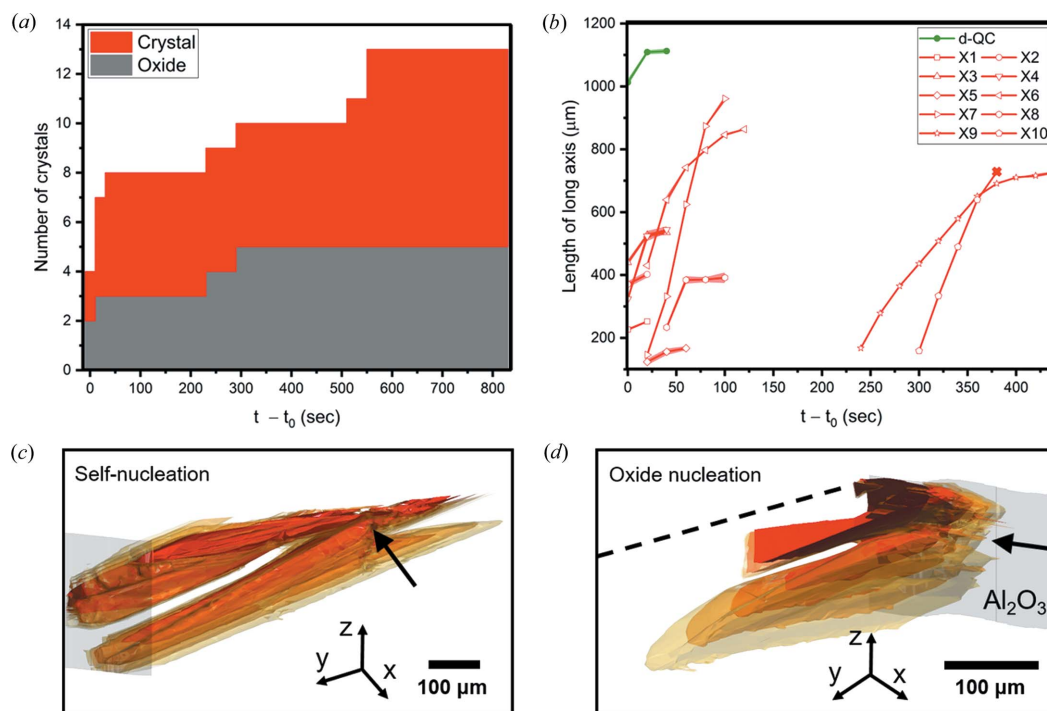 (a)
Crystal
Oxide
Number of crystals
14
12
10
8
6
4
2
0
0 100 200 300 400 500 600 700 800
t – t0 (sec)
(b)
d-QC
X1 X2
X3 X4
X5 X6
X7 X8
X9 X10
Length of long axis (μm)
1200
1000
800
600
400
200
0 50 100 150 200 250 300 350 400
t – t0 (sec)
(c)
Self-nucleation
z
y x
100 μm
(d)
Oxide nucleation
Al2O3
z
y x
100 μm